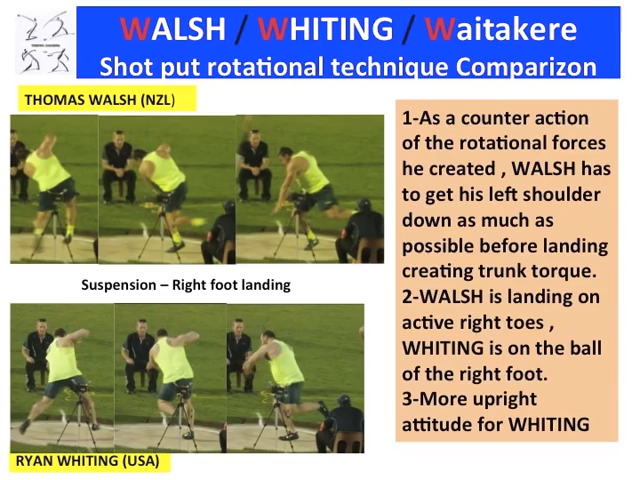 WALSH / WHITING / Waitakere
Shot put rotational technique Comparizon
THOMAS WALSH (NZL)
Suspension – Right foot landing
RYAN WHITING (USA)
1-As a counter action
of the rotational forces
he created , WALSH has
to get his left shoulder
down as much as
possible before landing
creating trunk torque.
2-WALSH is landing on
active right toes ,
WHITING is on the ball
of the right foot.
3-More upright
attitude for WHITING